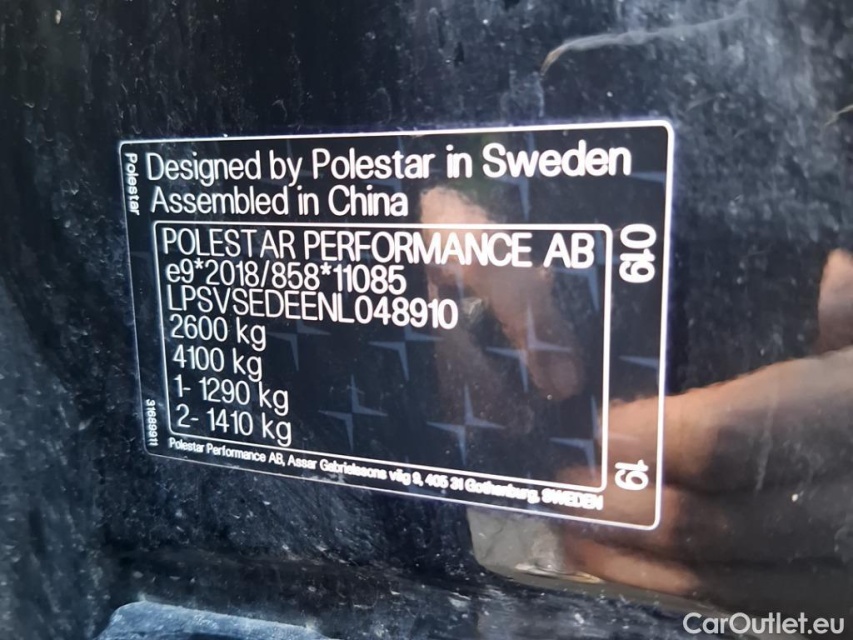 Polestar
Designed by Polestar in Sweden
Assembled in China
POLESTAR PERFORMANCE AB
e9*2018/858*11085
LPSVSEDEENL048910
2600 kg
4100 kg
1- 1290 kg
2- 1410 kg
019
19
31689911
Polestar Performance AB, Assar Gabrielssons väg 9, 405 31 Gothenburg, SWEDEN
CarOutlet.eu